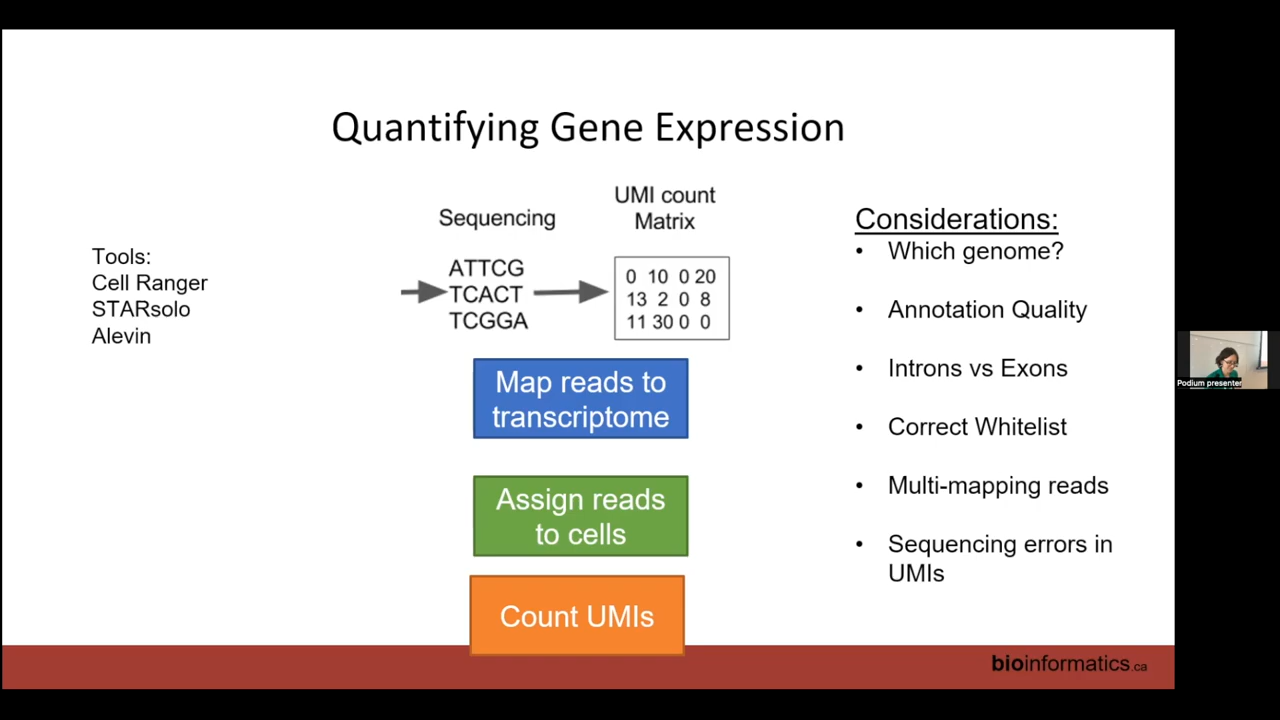 Quantifying Gene Expression
Tools:
Cell Ranger
STARsolo
Alevin
Sequencing
ATTCG
TCACT
TCGGA
UMI count
Matrix
0 10 0 20
13 2 0 8
11 30 0 0
Map reads to
transcriptome
Assign reads
to cells
Count UMIs
Considerations:
• Which genome?
• Annotation Quality
• Introns vs Exons
• Correct Whitelist
• Multi-mapping reads
• Sequencing errors in
UMIs
bioinformatics.ca
Podium presenter